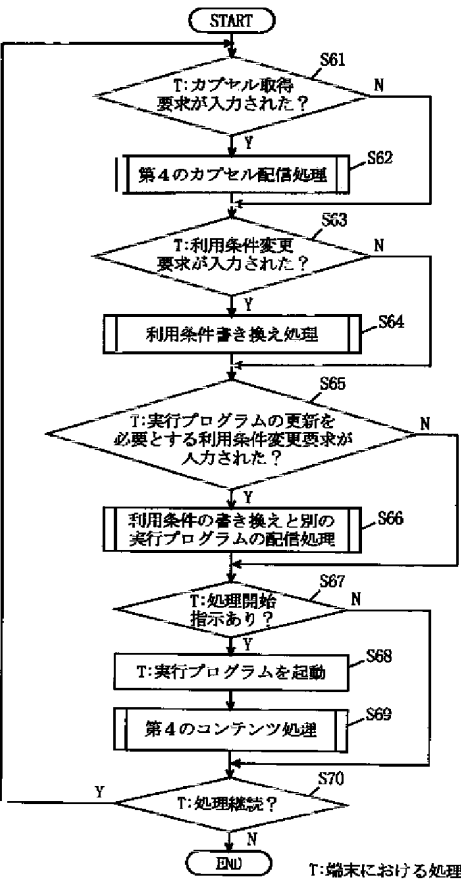 START
S61
T:カプセル取得
要求が入力された？
N
Y
S62
第4のカプセル配信処理
S63
T:利用条件変更
要求が入力された？
N
Y
S64
利用条件書き換え処理
S65
T:実行プログラムの更新を
必要とする利用条件変更要求が
入力された？
N
Y
S66
利用条件の書き換えと別の
実行プログラムの配信処理
S67
T:処理開始
指示あり？
N
Y
S68
T:実行プログラムを起動
S69
第4のコンテンツ処理
S70
Y
T:処理継続？
N
END
T:端末における処理